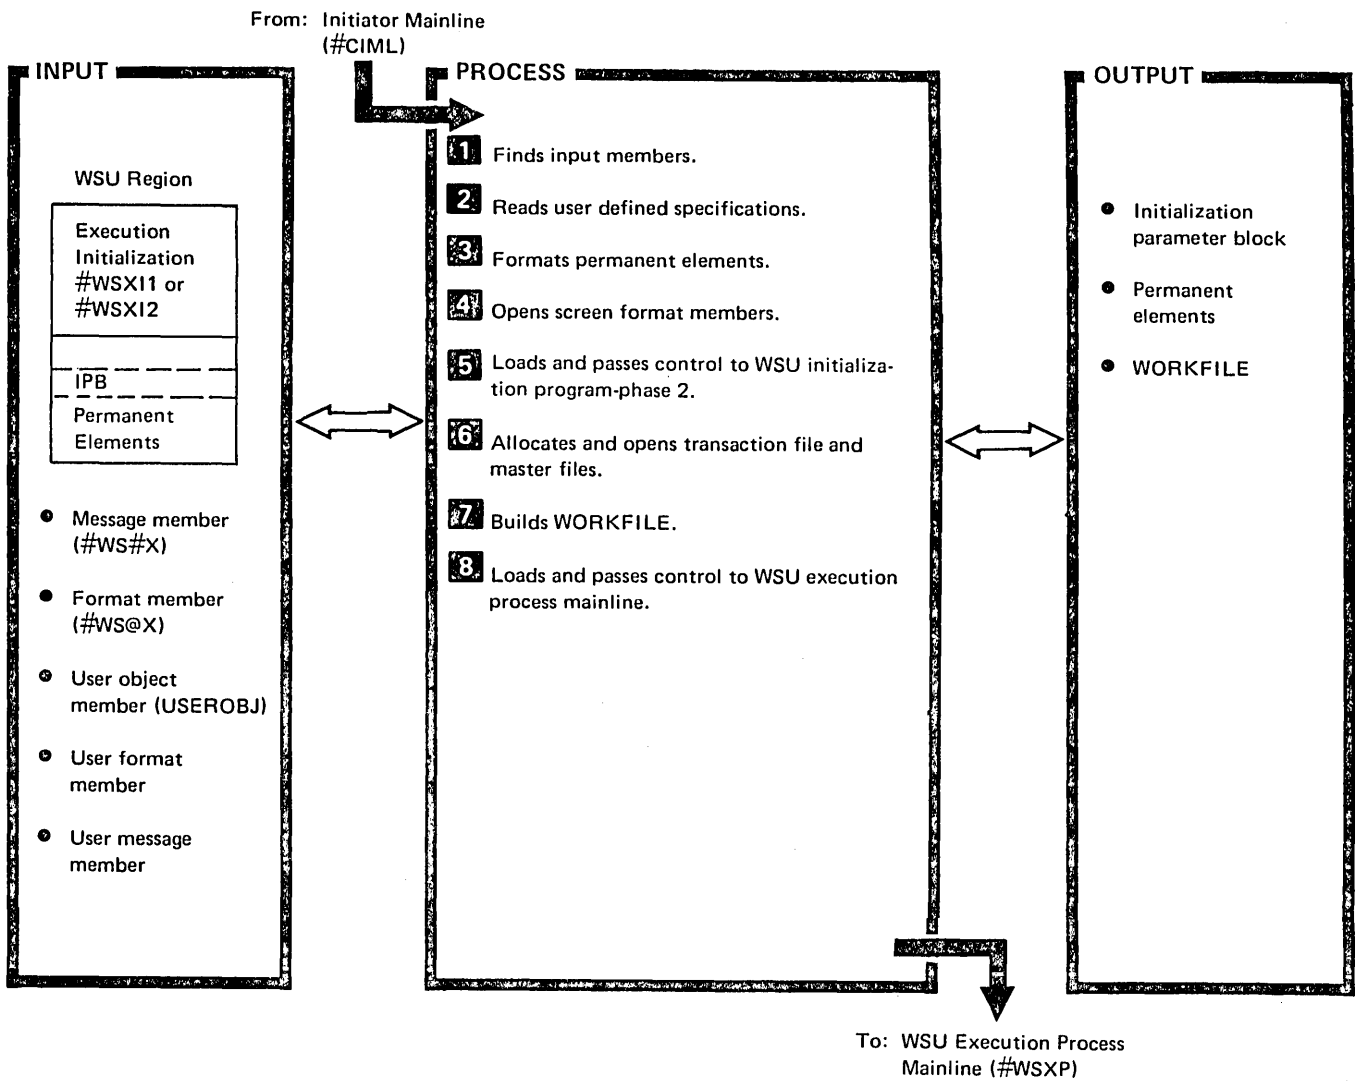 From: Initiator Mainline
(#CIML)
INPUT
WSU Region
Execution
Initialization
#WSXI1 or
#WSXI2
IPB
Permanent
Elements
Message member
(#WS#X)
Format member
(#WS@X)
User object
member (USEROBJ)
User format
member
User message
member
PROCESS
1 Finds input members.
2 Reads user defined specifications.
3 Formats permanent elements.
4 Opens screen format members.
5 Loads and passes control to WSU initializa-
tion program-phase 2.
6 Allocates and opens transaction file and
master files.
7 Builds WORKFILE.
8 Loads and passes control to WSU execution
process mainline.
OUTPUT
Initialization
parameter block
Permanent
elements
WORKFILE
To: WSU Execution Process
Mainline (#WSXP)